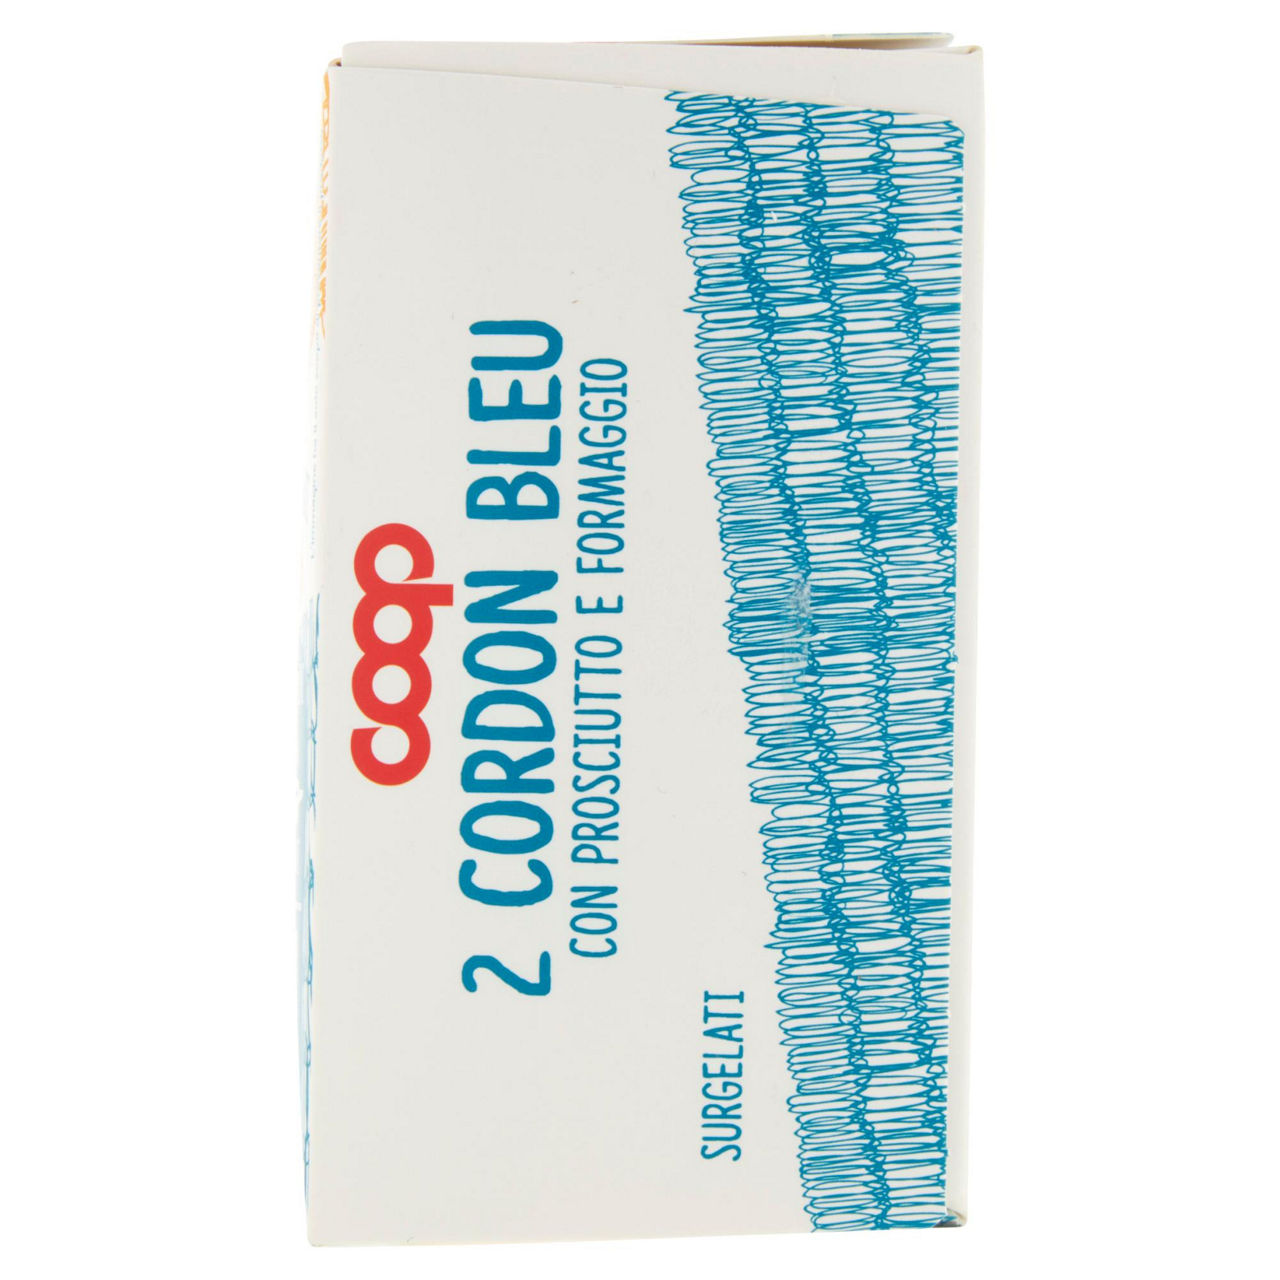 coop
2 CORDON BLEU
CON PROSCIUTTO E FORMAGGIO
SURGELATI